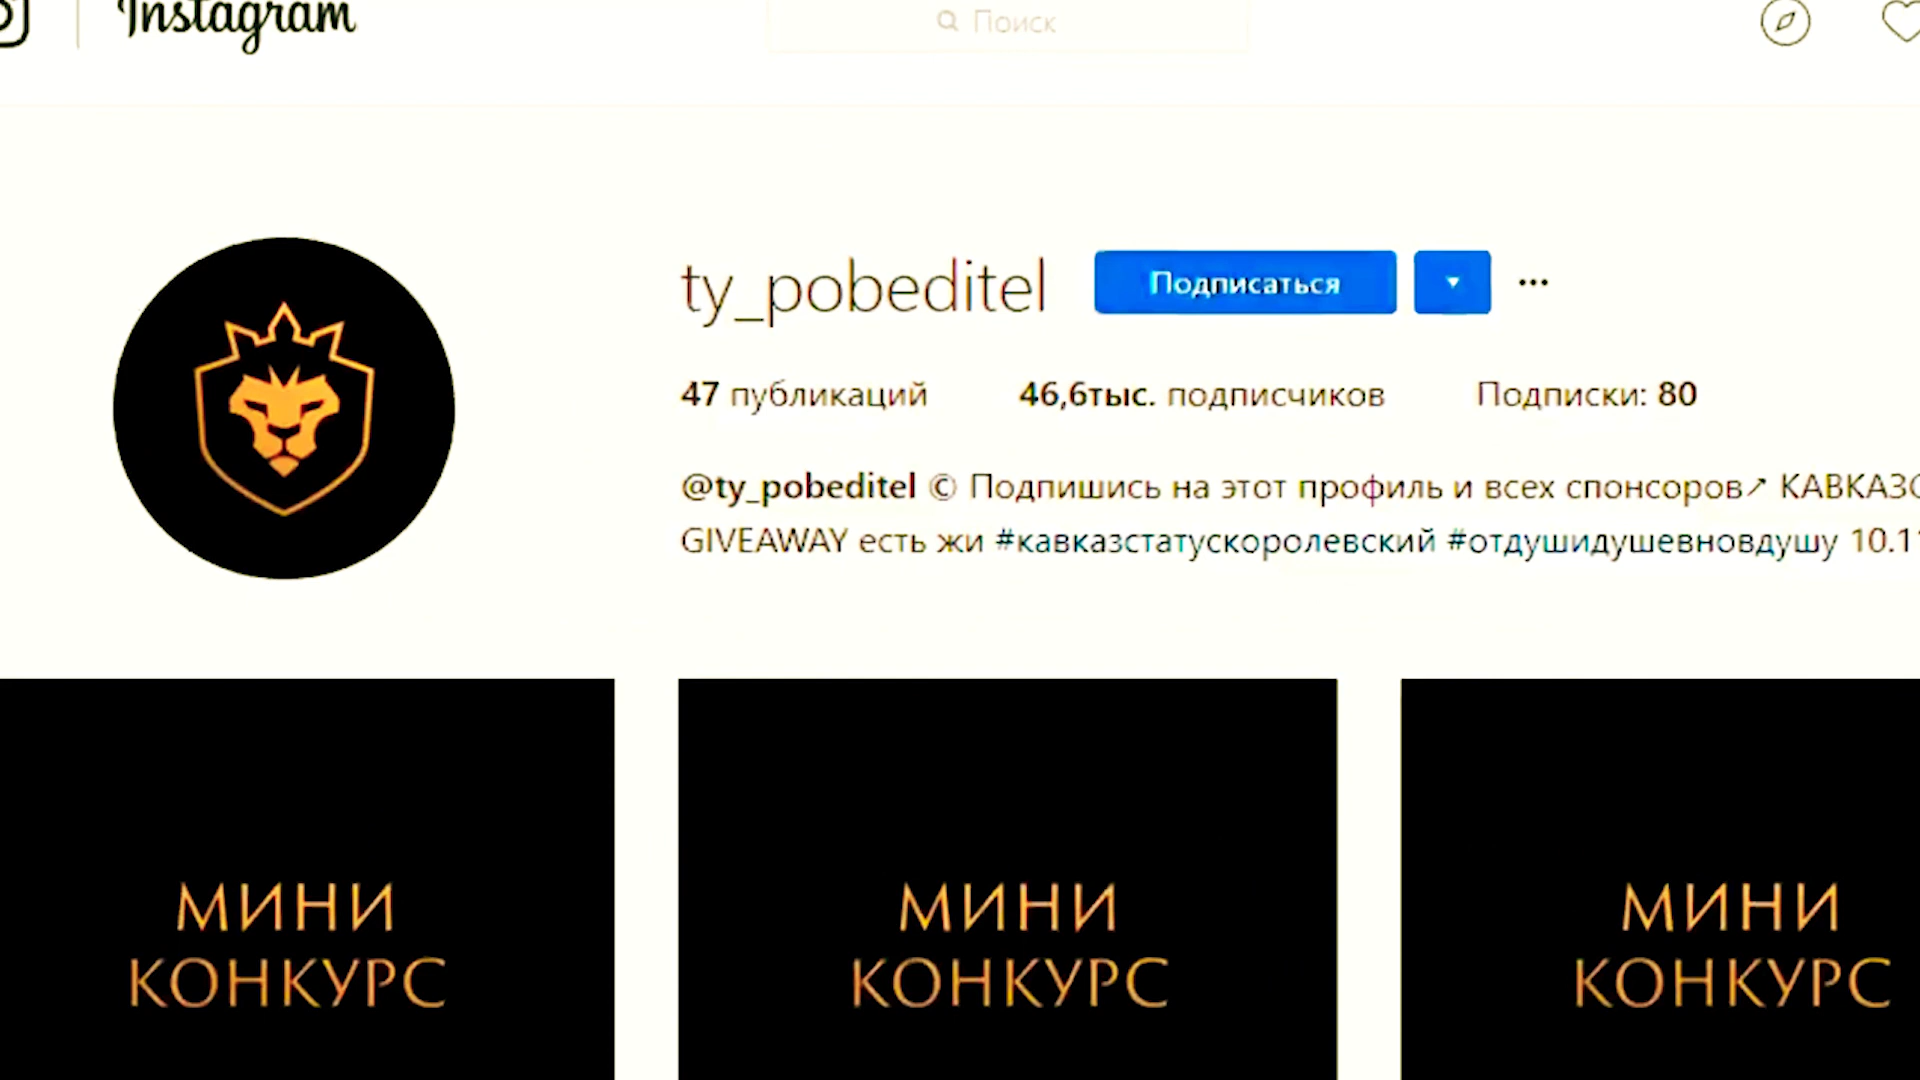 Instagram
Поиск
ty_pobeditel
Подписаться
47 публикаций
46,6тыс. подписчиков
Подписки: 80
@ty_pobeditel © Подпишись на этот профиль и всех спонсоров↗
GIVEAWAY есть жи #кавказстатускоролевский #отдушидушевновдушу
МИНИ
КОНКУРС
МИНИ
КОНКУРС
МИНИ
КОНКУРС